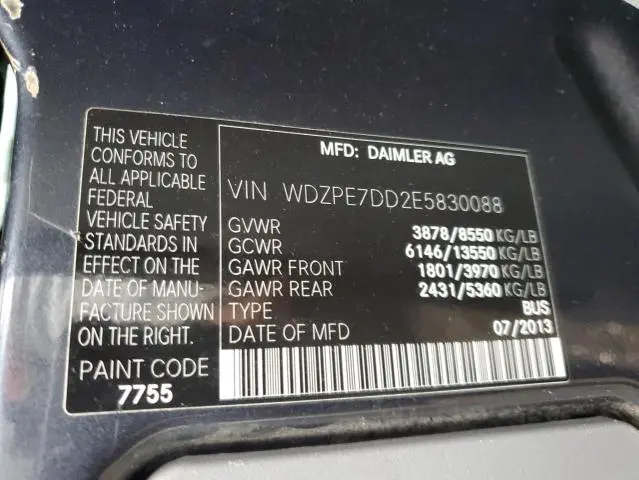 THIS VEHICLE
CONFORMS TO
ALL APPLICABLE
FEDERAL
VEHICLE SAFETY
STANDARDS IN
EFFECT ON THE
DATE OF MANU-
FACTURE SHOWN
ON THE RIGHT.
PAINT CODE
7755
MFD: DAIMLER AG
VIN WDZPE7DD2E5830088
GVWR 3878/8550 KG/LB
GCWR 6146/13550 KG/LB
GAWR FRONT 1801/3970 KG/LB
GAWR REAR 2431/5360 KG/LB
TYPE BUS
DATE OF MFD 07/2013